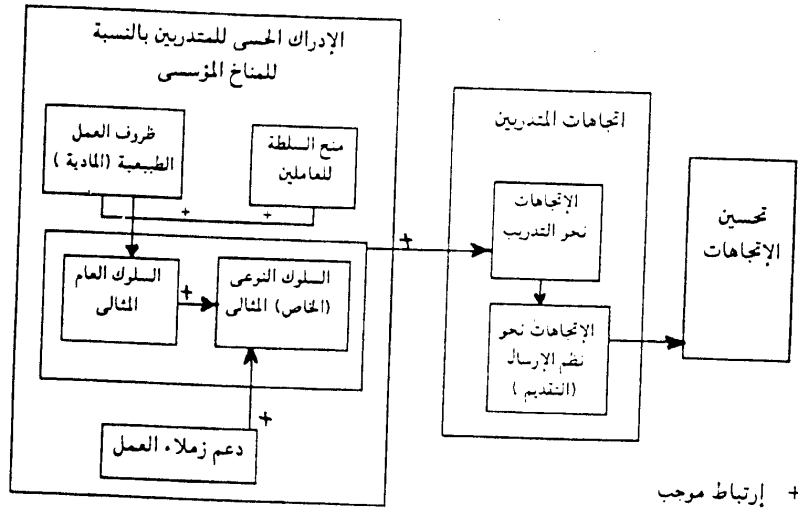 الإدراك الحسى للمتدربين بالنسبة
للمناخ المؤسسى
ظروف العمل
الطبيعية (المادية)
منح السلطة
للعاملين
+
+
السلوك العام
المثالى
+
السلوك النوعى
(الخاص) المثالى
+
دعم زملاء العمل
+
اتجاهات المتدربين
الإتجاهات
نحو التدريب
الإتجاهات نحو
نظم الإرسال
(التقديم)
تحسين
الإتجاهات
+ إرتباط موجب